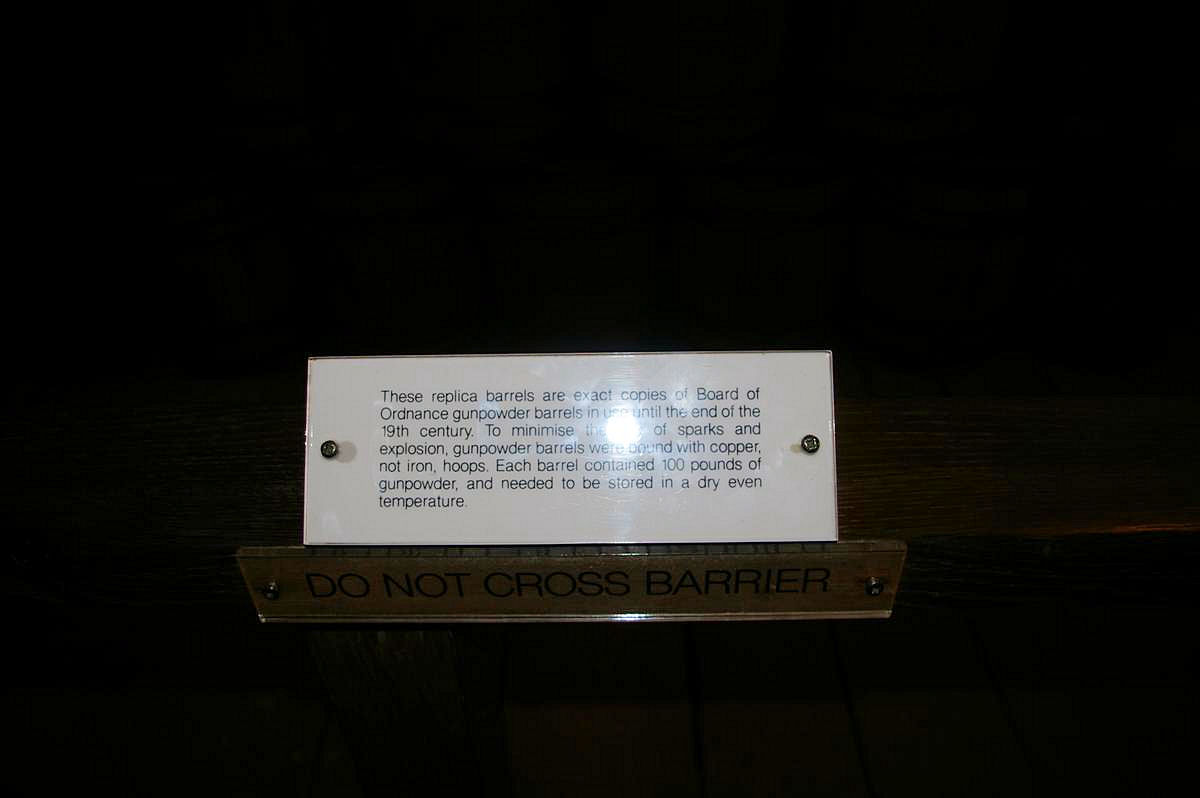 These replica barrels are exact copies of Board of
Ordnance gunpowder barrels in use until the end of the
19th century. To minimise the of sparks and
explosion, gunpowder barrels were bound with copper,
not iron, hoops. Each barrel contained 100 pounds of
gunpowder, and needed to be stored in a dry even
temperature.
DO NOT CROSS BARRIER